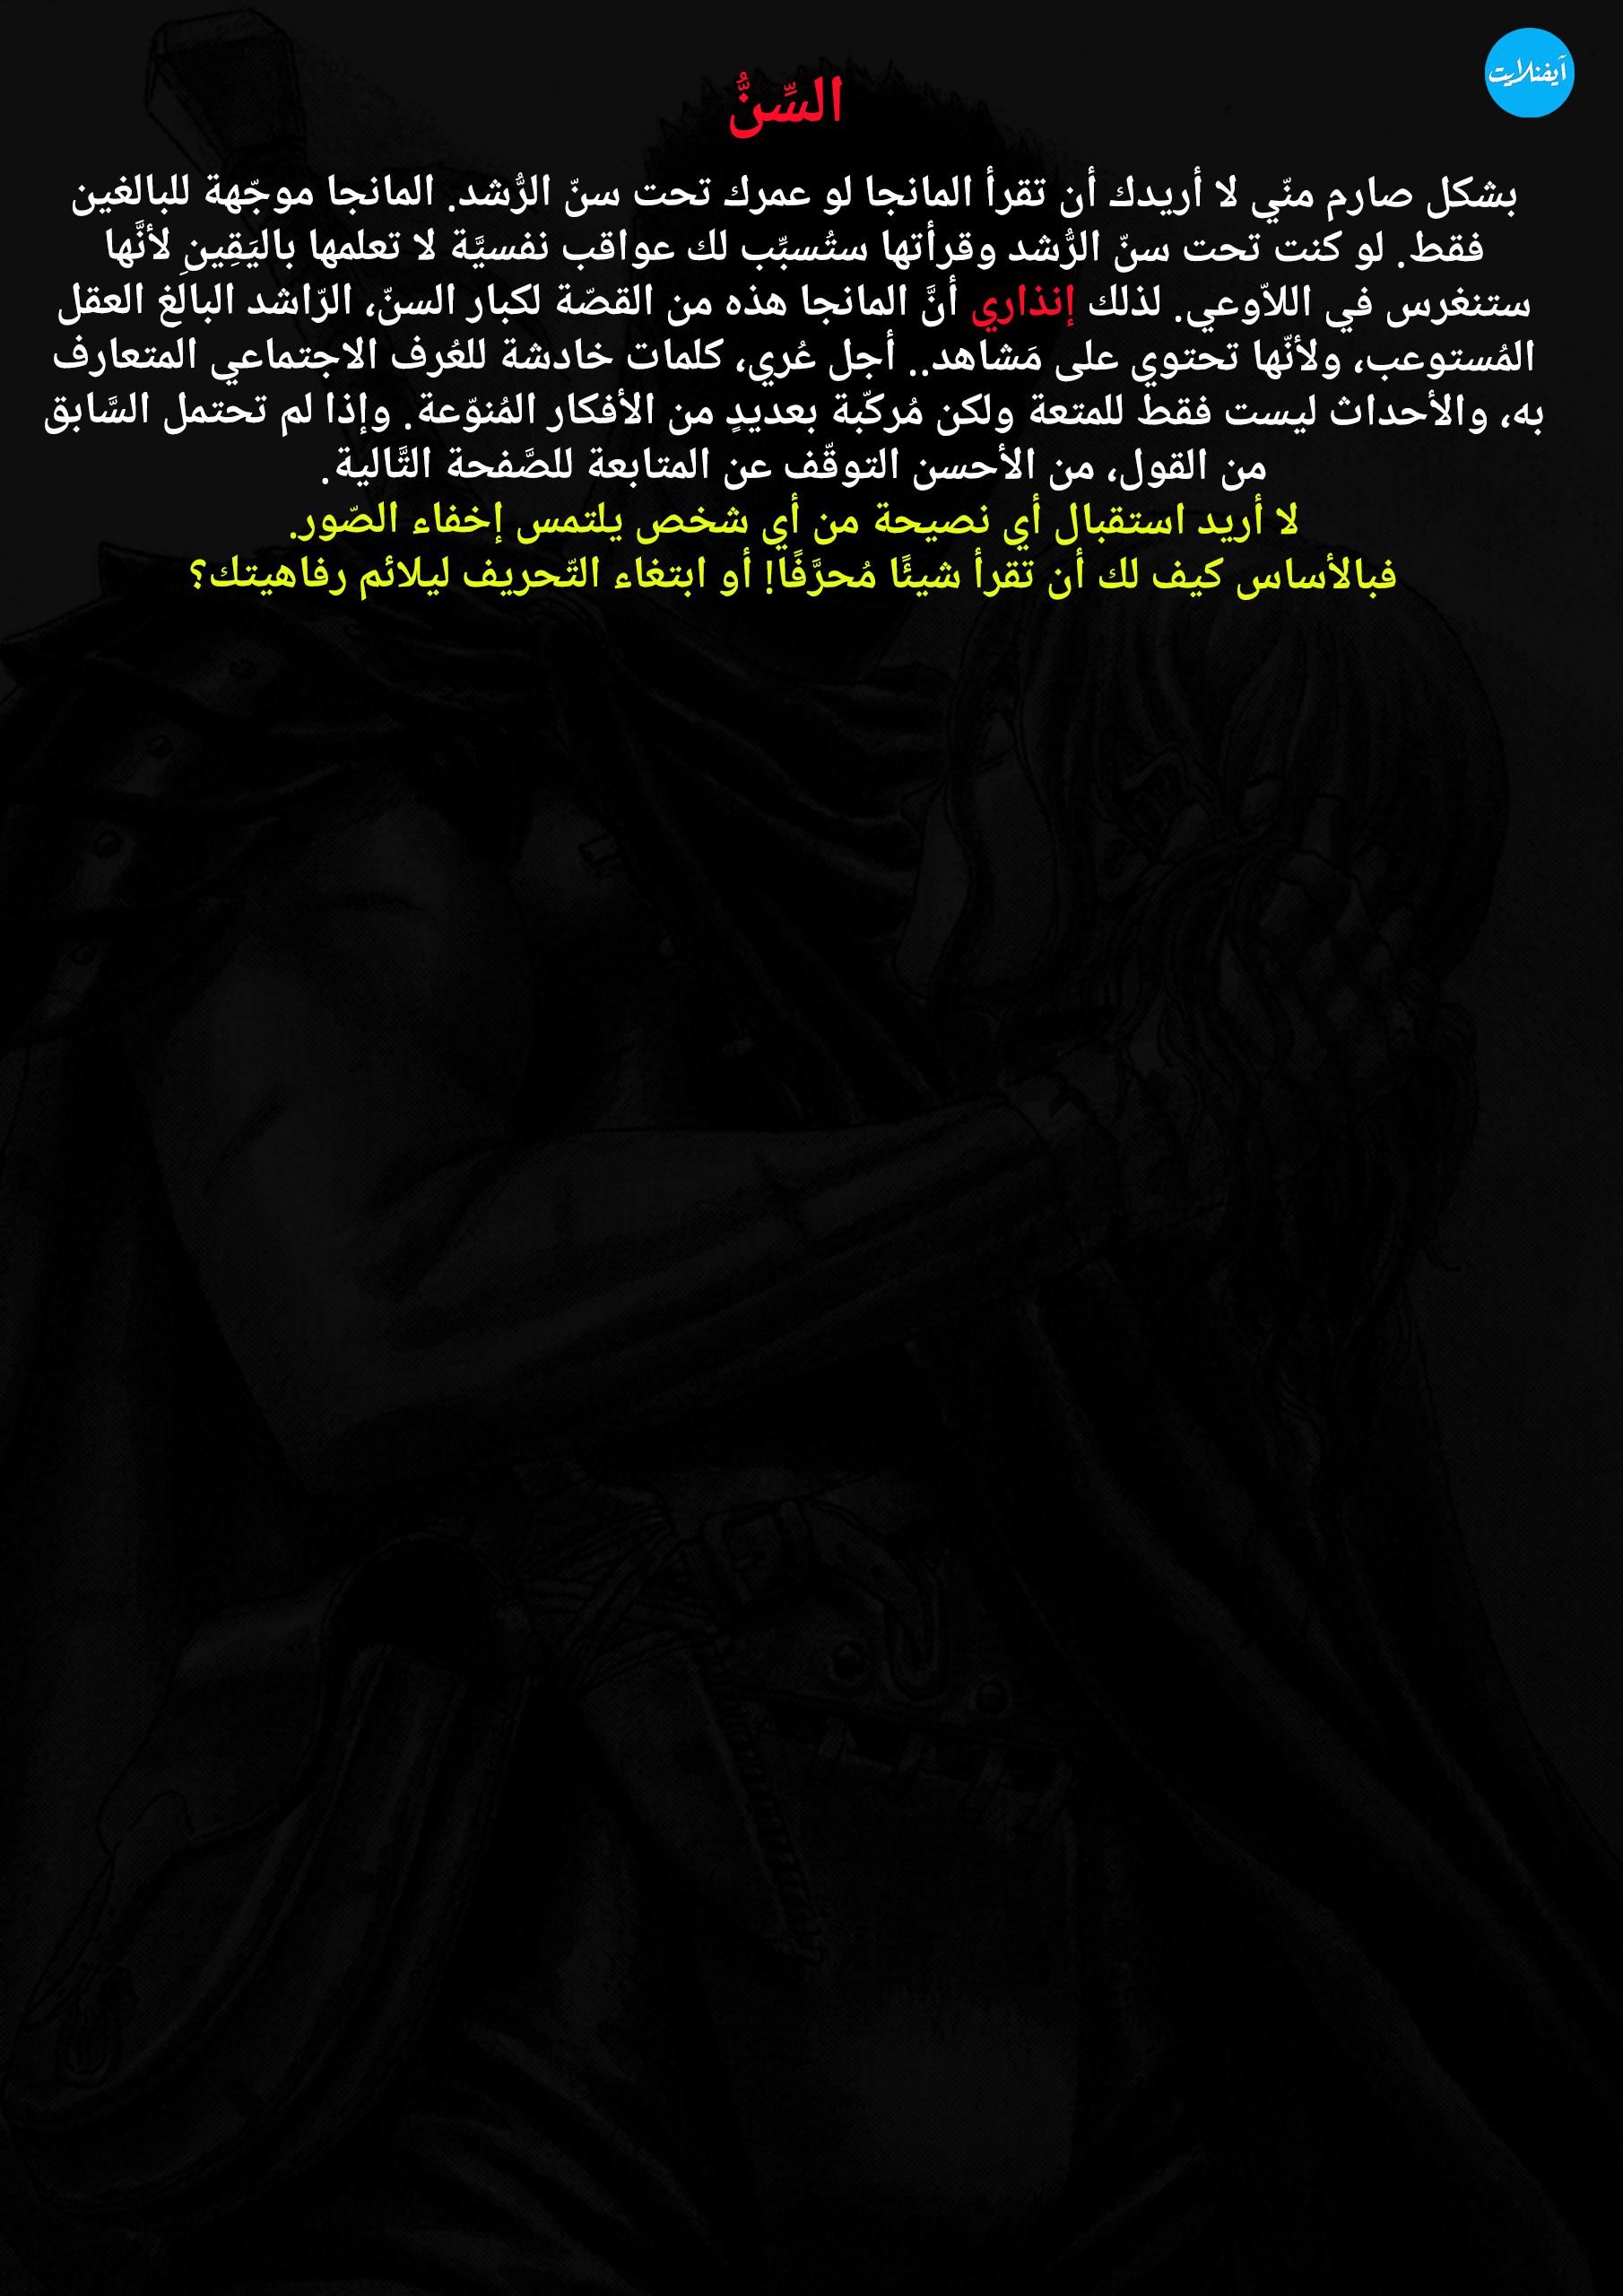 آيفنلايت
السِّنُّ
بشكل صارم منّي لا أريدك أن تقرأ المانجا لو عمرك تحت سنّ الرُّشد. المانجا موجّهة للبالغين
فقط. لو كنت تحت سنّ الرُّشد وقرأتها ستُسبِّب لك عواقب نفسيَّة لا تعلمها باليَقِينِ لأنَّها
ستنغرس في اللاّوعي. لذلك إنذاري أنَّ المانجا هذه من القصّة لكبار السنّ، الرّاشد البالغ العقل
المُستوعب، ولأنّها تحتوي على مَشاهد.. أجل عُري، كلمات خادشة للعُرف الاجتماعي المتعارف
به، والأحداث ليست فقط للمتعة ولكن مُركّبة بعديدٍ من الأفكار المُنوّعة. وإذا لم تحتمل السَّابق
من القول، من الأحسن التوقّف عن المتابعة للصَّفحة التَّالية.
لا أريد استقبال أي نصيحة من أي شخص يلتمس إخفاء الصّور.
فبالأساس كيف لك أن تقرأ شيئًا مُحرَّفًا! أو ابتغاء التّحريف ليلائم رفاهيتك؟